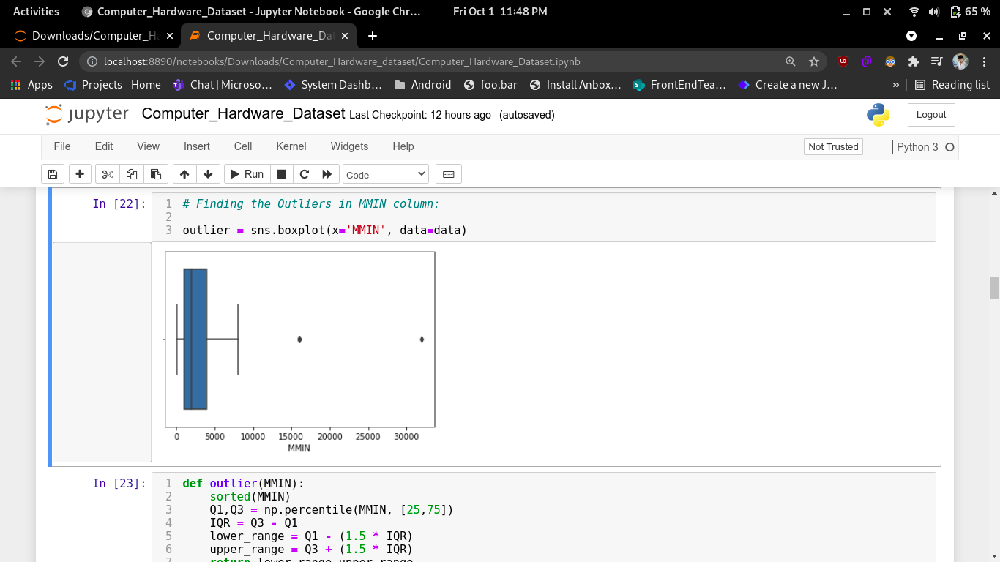 Activities Computer_Hardware_Dataset - Jupyter Notebook - Google Chr... Fri Oct 1 11:48 PM 65 %
Downloads/Computer_Ha Computer_Hardware_Dat
localhost:8890/notebooks/Downloads/Computer_Hardware_dataset/Computer_Hardware_Dataset.ipynb
Apps Projects - Home Chat | Microso... System Dashb... Android foo.bar Install Anbox... FrontEndTea... Create a new J... » Reading list
jupyter Computer_Hardware_Dataset Last Checkpoint: 12 hours ago (autosaved) Logout
File Edit View Insert Cell Kernel Widgets Help Not Trusted Python 3
Run Code
In [22]: 1 # Finding the Outliers in MMIN column:
2
3 outlier = sns.boxplot(x='MMIN', data=data)
0 5000 10000 15000 20000 25000 30000
MMIN
In [23]: 1 def outlier(MMIN):
2 sorted(MMIN)
3 Q1,Q3 = np.percentile(MMIN, [25,75])
4 IQR = Q3 - Q1
5 lower_range = Q1 - (1.5 * IQR)
6 upper_range = Q3 + (1.5 * IQR)
7 return lower_range,upper_range